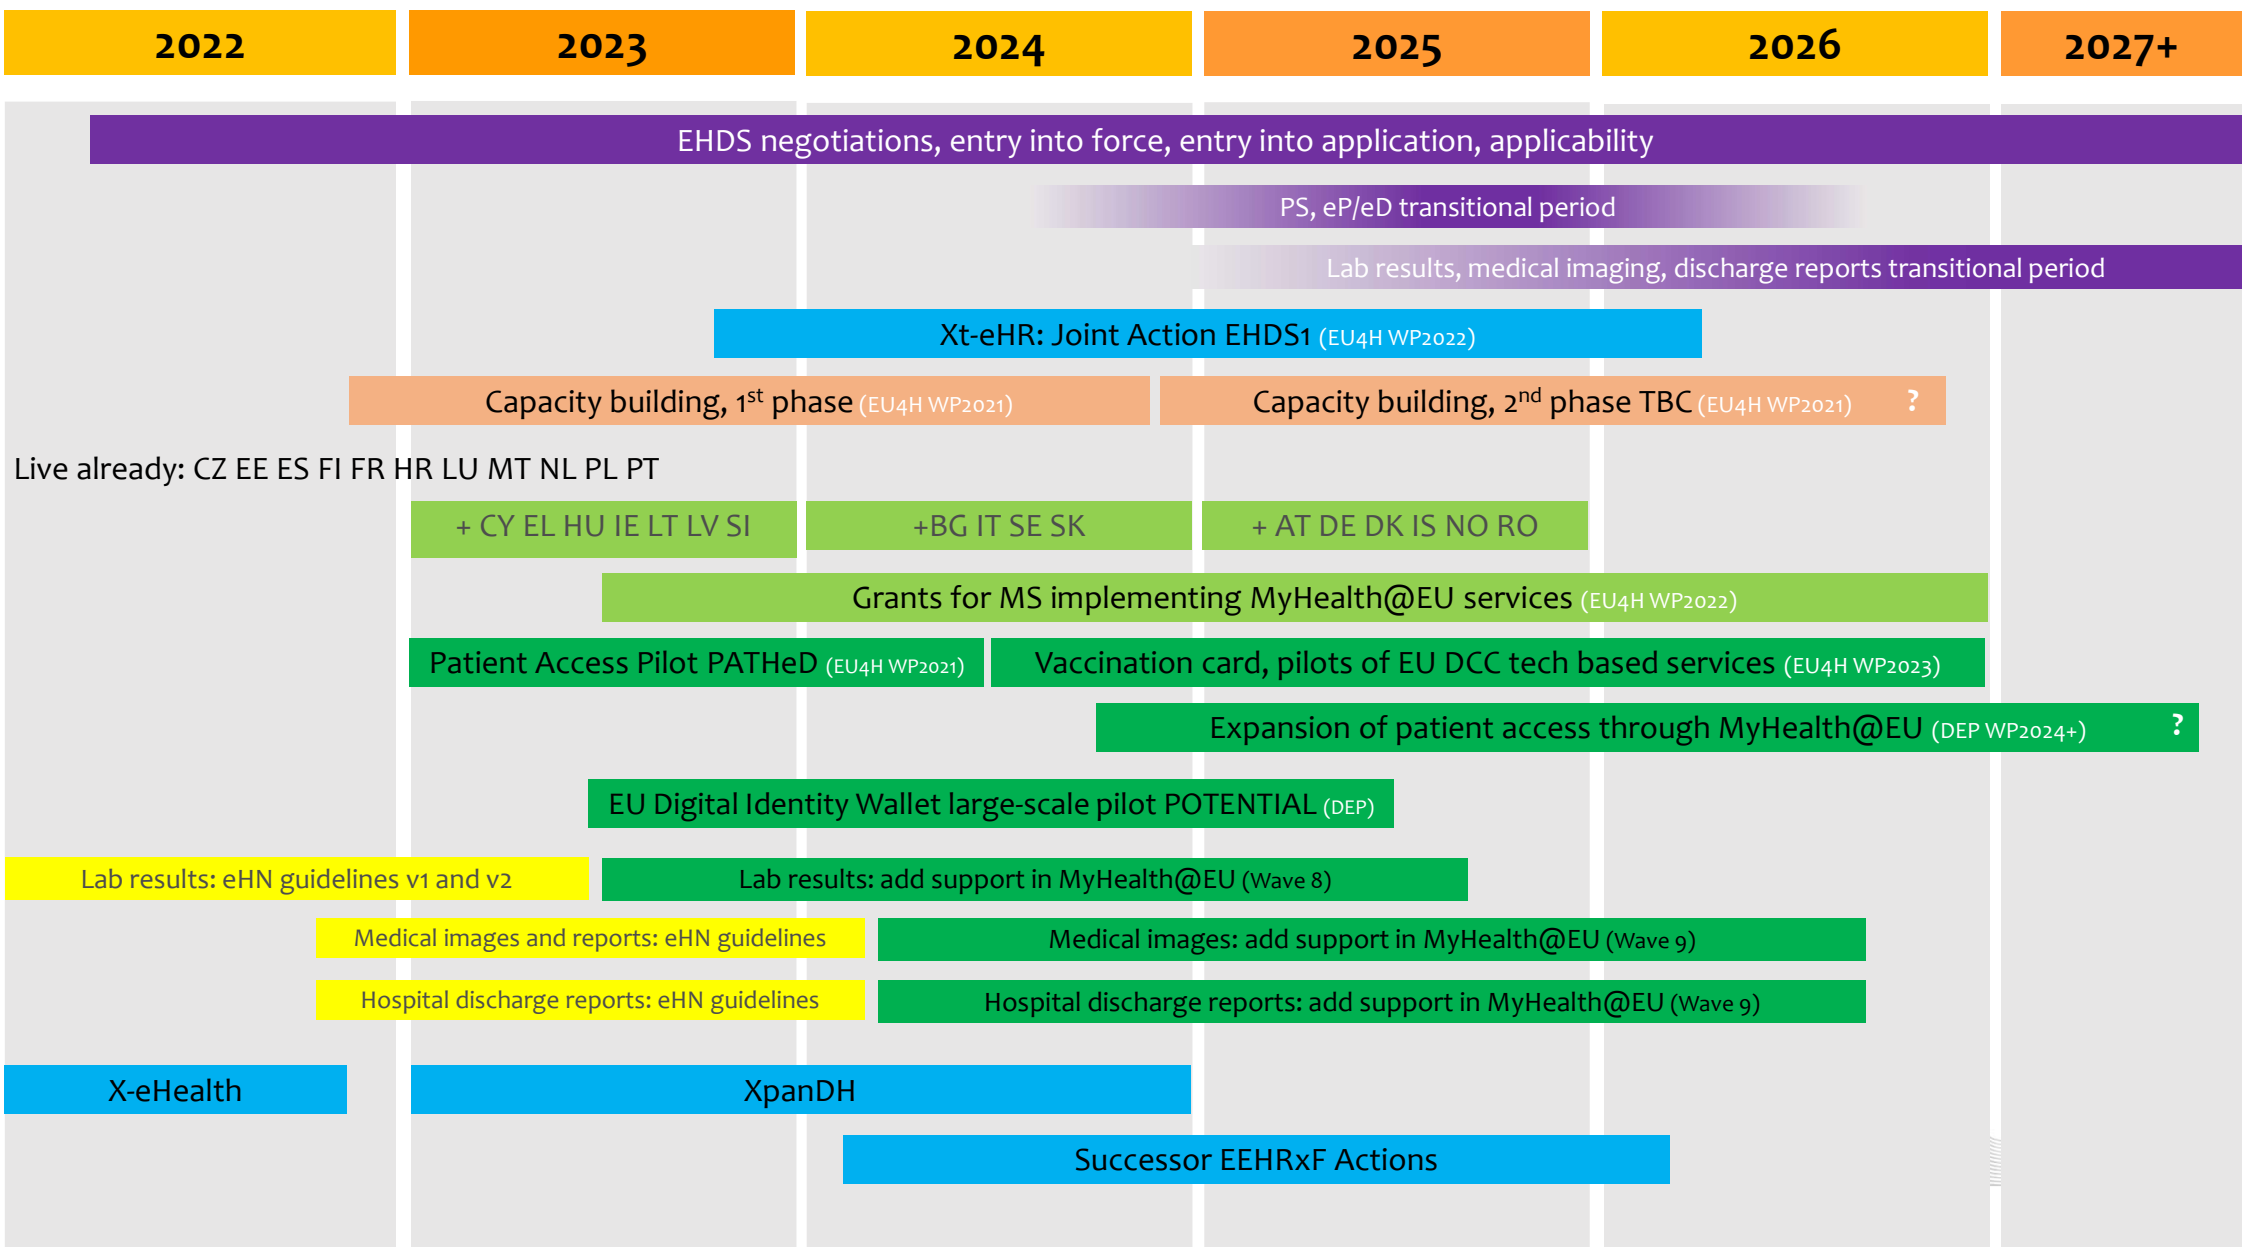 2022 2023 2024 2025 2026 2027+
EHDS negotiations, entry into force, entry into application, applicability
PS, eP/eD transitional period
Lab results, medical imaging, discharge reports transitional period
Xt-eHR: Joint Action EHDS1 (EU4H WP2022)
Capacity building, 1st phase (EU4H WP2021) Capacity building, 2nd phase TBC (EU4H WP2021) ?
Live already: CZ EE ES FI FR HR LU MT NL PL PT
+ CY EL HU IE LT LV SI +BG IT SE SK + AT DE DK IS NO RO
Grants for MS implementing MyHealth@EU services (EU4H WP2022)
Patient Access Pilot PATHeD (EU4H WP2021) Vaccination card, pilots of EU DCC tech based services (EU4H WP2023)
Expansion of patient access through MyHealth@EU (DEP WP2024+) ?
EU Digital Identity Wallet large-scale pilot POTENTIAL (DEP)
Lab results: eHN guidelines v1 and v2 Lab results: add support in MyHealth@EU (Wave 8)
Medical images and reports: eHN guidelines Medical images: add support in MyHealth@EU (Wave 9)
Hospital discharge reports: eHN guidelines Hospital discharge reports: add support in MyHealth@EU (Wave 9)
X-eHealth XpanDH
Successor EEHRxF Actions